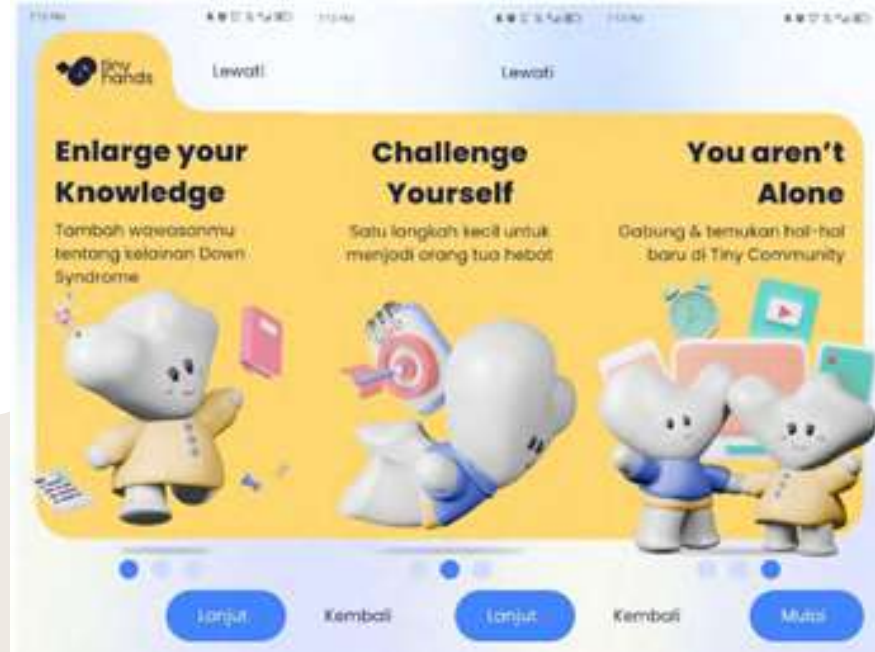 tiny
hands
Lewati
Lewati
Enlarge your
Knowledge
Tambah wawasanmu
tentang kelainan Down
Syndrome
Challenge
Yourself
Satu langkah kecil untuk
menjadi orang tua hebat
You aren't
Alone
Gabung & temukan hal-hal
baru di Tiny Community
Lanjut
Kembali
Lanjut
Kembali
Mulai